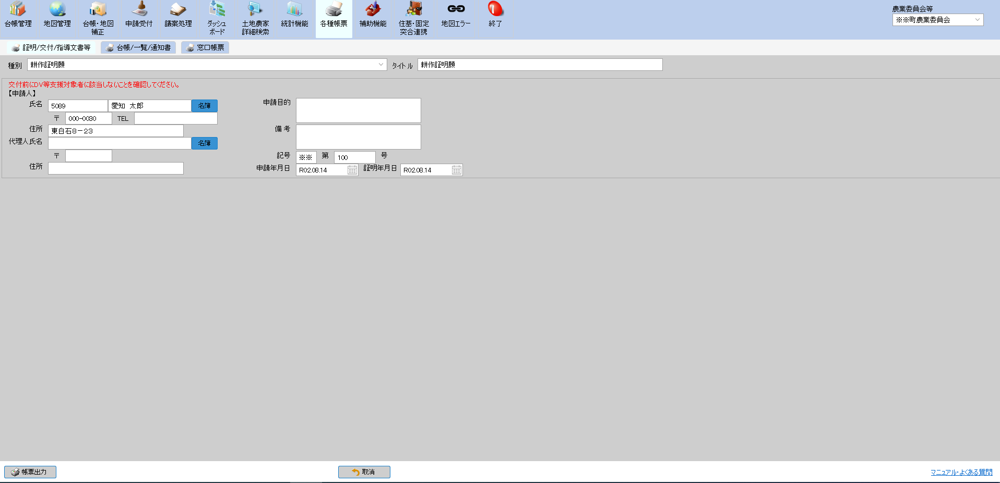 台帳管理
地図管理
台帳・地図
補正
申請受付
議案処理
ダッシュ
ボード
土地農家
詳細検索
統計機能
各種帳票
補助機能
住基・固定
突合連携
地図エラー
終了
農業委員会等
※※町農業委員会
証明/交付/指導文書等
台帳/一覧/通知書
窓口帳票
種別 耕作証明願
タイトル 耕作証明願
交付前にDV等支援対象者に該当しないことを確認してください。
【申請人】
氏名 5089 愛知 太郎 名簿
〒 000-0030 TEL
住所 東白石8-23
代理人氏名 名簿
〒
住所
申請目的
備考
記号 ※※ 第 100 号
申請年月日 R02.08.14 証明年月日 R02.08.14
帳票出力
取消
マニュアル・よくある質問